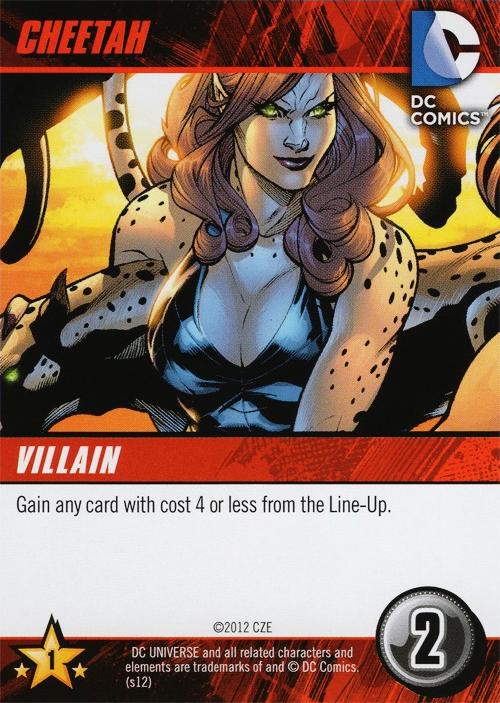 CHEETAH
DC
COMICS™
VILLAIN
Gain any card with cost 4 or less from the Line-Up.
©2012 CZE
1
DC UNIVERSE and all related characters and
elements are trademarks of and © DC Comics.
(s12)
2